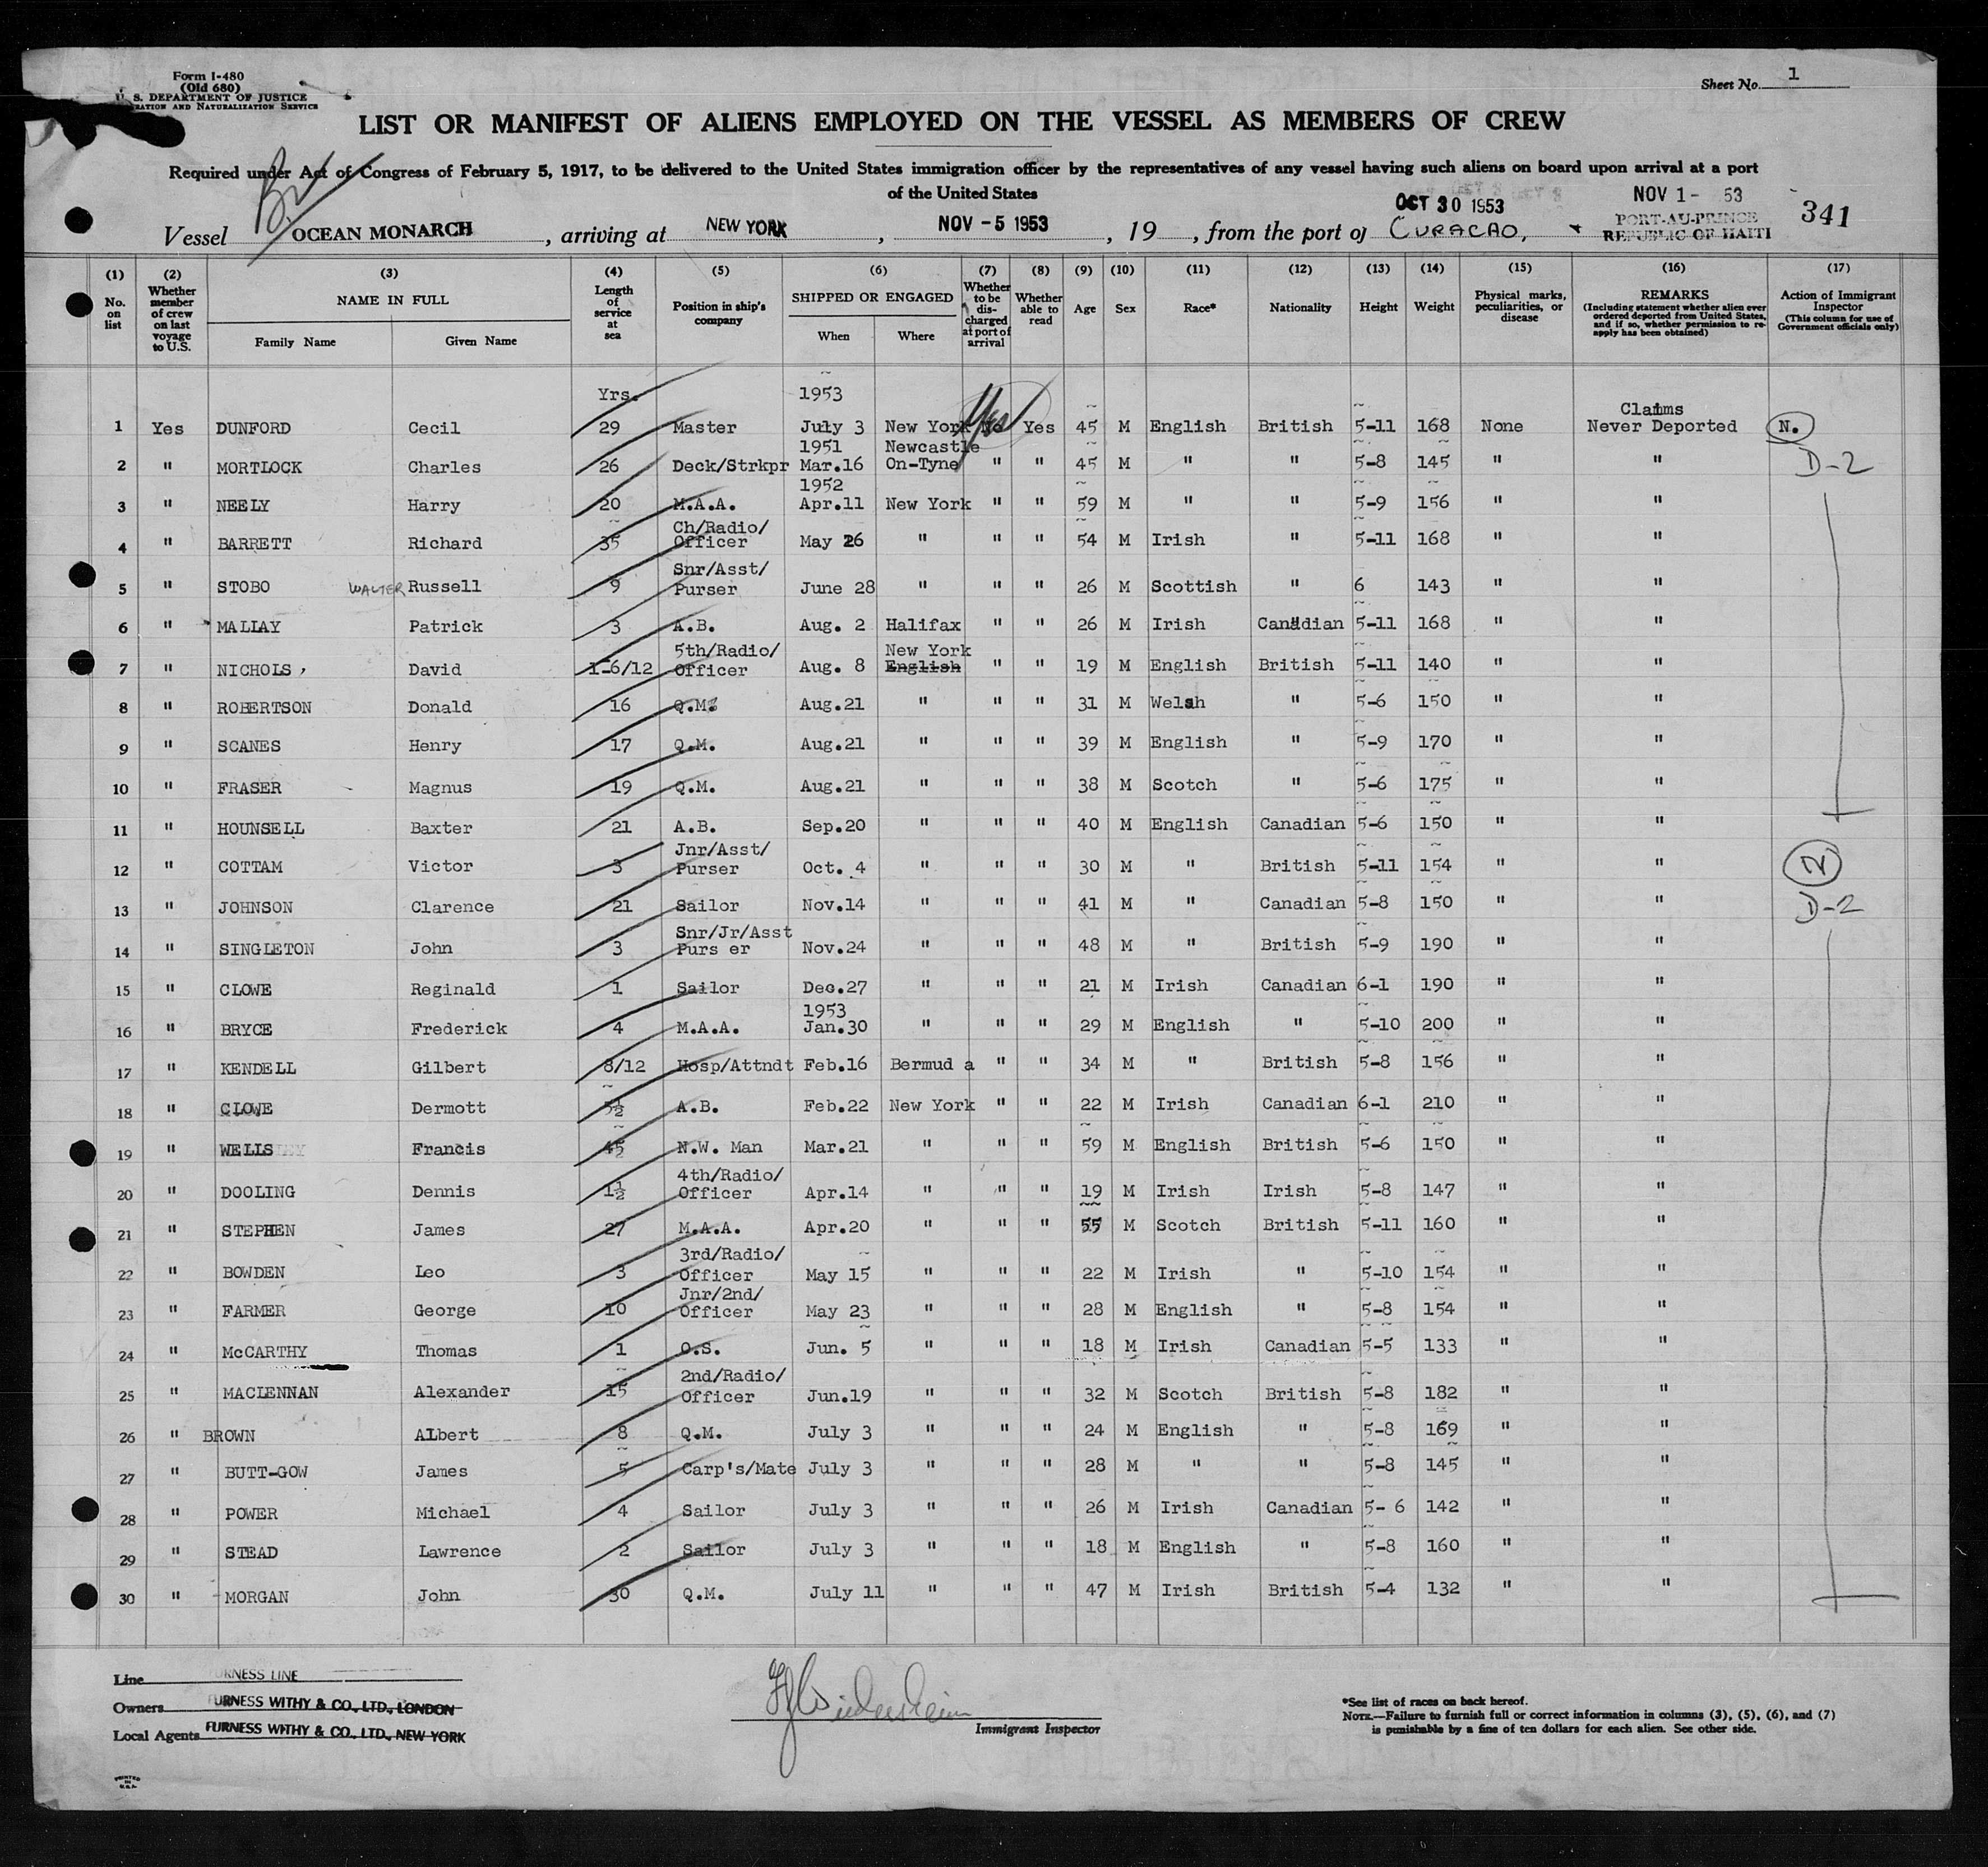 Form I-480
(Old 680)
U. S. DEPARTMENT OF JUSTICE
NATURALIZATION SERVICE
Sheet No. 1
LIST OR MANIFEST OF ALIENS EMPLOYED ON THE VESSEL AS MEMBERS OF CREW
Required under Act of Congress of February 5, 1917, to be delivered to the United States immigration officer by the representatives of any vessel having such aliens on board upon arrival at a port
of the United States
OCT 30 1953 NOV 1- 53
Vessel OCEAN MONARCH, arriving at NEW YORK, NOV -5 1953, 19, from the port of CURACAO, PORT-AU-PRINCE REPUBLIC OF HAITI 341
(1) No. on list (2) Whether member of crew on last voyage to U.S. (3) NAME IN FULL Family Name Given Name (4) Length of service at sea (5) Position in ship's company (6) SHIPPED OR ENGAGED When Where (7) Whether to be discharged at port of arrival (8) Whether able to read (9) Age (10) Sex (11) Race* (12) Nationality (13) Height (14) Weight (15) Physical marks, peculiarities, or disease (16) REMARKS (Including statement whether alien ever ordered deported from United States, and if so, whether permission to reapply has been obtained) (17) Action of Immigrant Inspector (This column for use of Government officials only)
Yrs. 1953 Claims
1 Yes DUNFORD Cecil 29 Master July 3 New York No Yes Yes 45 M English British 5-11 168 None Never Deported N.
1951 Newcastle
2 " MORTLOCK Charles 26 Deck/Strkpr Mar.16 On-Tyne " " 45 M " " 5-8 145 " " D-2
1952
3 " NEELY Harry 20 M.A.A. Apr.11 New York " " 59 M " " 5-9 156 " "
Ch/Radio/
4 " BARRETT Richard 35 Officer May 26 " " " 54 M Irish " 5-11 168 " "
Snr/Asst/
5 " STOBO WALTER Russell 9 Purser June 28 " " " 26 M Scottish " 6 143 " "
6 " MALLAY Patrick 3 A.B. Aug. 2 Halifax " " 26 M Irish Canadian 5-11 168 " "
5th/Radio/ New York
7 " NICHOLS, David 1-6/12 Officer Aug. 8 English " " 19 M English British 5-11 140 " "
8 " ROBERTSON Donald 16 Q.M. Aug.21 " " " 31 M Welsh " 5-6 150 " "
9 " SCANES Henry 17 Q.M. Aug.21 " " " 39 M English " 5-9 170 " "
10 " FRASER Magnus 19 Q.M. Aug.21 " " " 38 M Scotch " 5-6 175 " "
11 " HOUNSELL Baxter 21 A.B. Sep.20 " " " 40 M English Canadian 5-6 150 " "
Jnr/Asst/
12 " COTTAM Victor 3 Purser Oct. 4 " " " 30 M " British 5-11 154 " " N
13 " JOHNSON Clarence 21 Sailor Nov.14 " " " 41 M " Canadian 5-8 150 " " D-2
Snr/Jr/Asst
14 " SINGLETON John 3 Purs er Nov.24 " " " 48 M " British 5-9 190 " "
15 " CLOWE Reginald 1 Sailor Dec.27 " " " 21 M Irish Canadian 6-1 190 " "
1953
16 " BRYCE Frederick 4 M.A.A. Jan.30 " " " 29 M English " 5-10 200 " "
17 " KENDELL Gilbert 8/12 Hosp/Attndt Feb.16 Bermud a " " 34 M " British 5-8 156 " "
18 " CLOWE Dermott 5½ A.B. Feb.22 New York " " 22 M Irish Canadian 6-1 210 " "
19 " WELLS Francis 45 N.W. Man Mar.21 " " " 59 M English British 5-6 150 " "
4th/Radio/
20 " DOOLING Dennis 1½ Officer Apr.14 " " " 19 M Irish Irish 5-8 147 " "
21 " STEPHEN James 27 M.A.A. Apr.20 " " " 55 M Scotch British 5-11 160 " "
3rd/Radio/
22 " BOWDEN Leo 3 Officer May 15 " " " 22 M Irish " 5-10 154 " "
Jnr/2nd/
23 " FARMER George 10 Officer May 23 " " " 28 M English " 5-8 154 " "
24 " McCARTHY Thomas 1 O.S. Jun. 5 " " " 18 M Irish Canadian 5-5 133 " "
2nd/Radio/
25 " MACLENNAN Alexander 15 Officer Jun.19 " " " 32 M Scotch British 5-8 182 " "
26 " BROWN Albert 8 Q.M. July 3 " " " 24 M English " 5-8 169 " "
27 " BUTT-GOW James 5 Carp's/Mate July 3 " " " 28 M " " 5-8 145 " "
28 " POWER Michael 4 Sailor July 3 " " " 26 M Irish Canadian 5- 6 142 " "
29 " STEAD Lawrence 2 Sailor July 3 " " " 18 M English " 5-8 160 " "
30 " MORGAN John 30 Q.M. July 11 " " " 47 M Irish British 5-4 132 " "
Line FURNESS LINE
Owners FURNESS WITHY & CO., LTD., LONDON
Local Agents FURNESS WITHY & CO., LTD., NEW YORK
Immigrant Inspector
*See list of races on back hereof.
NOTE.—Failure to furnish full or correct information in columns (3), (5), (6), and (7)
is punishable by a fine of ten dollars for each alien. See other side.
PRINTED
IN
U.S.A.